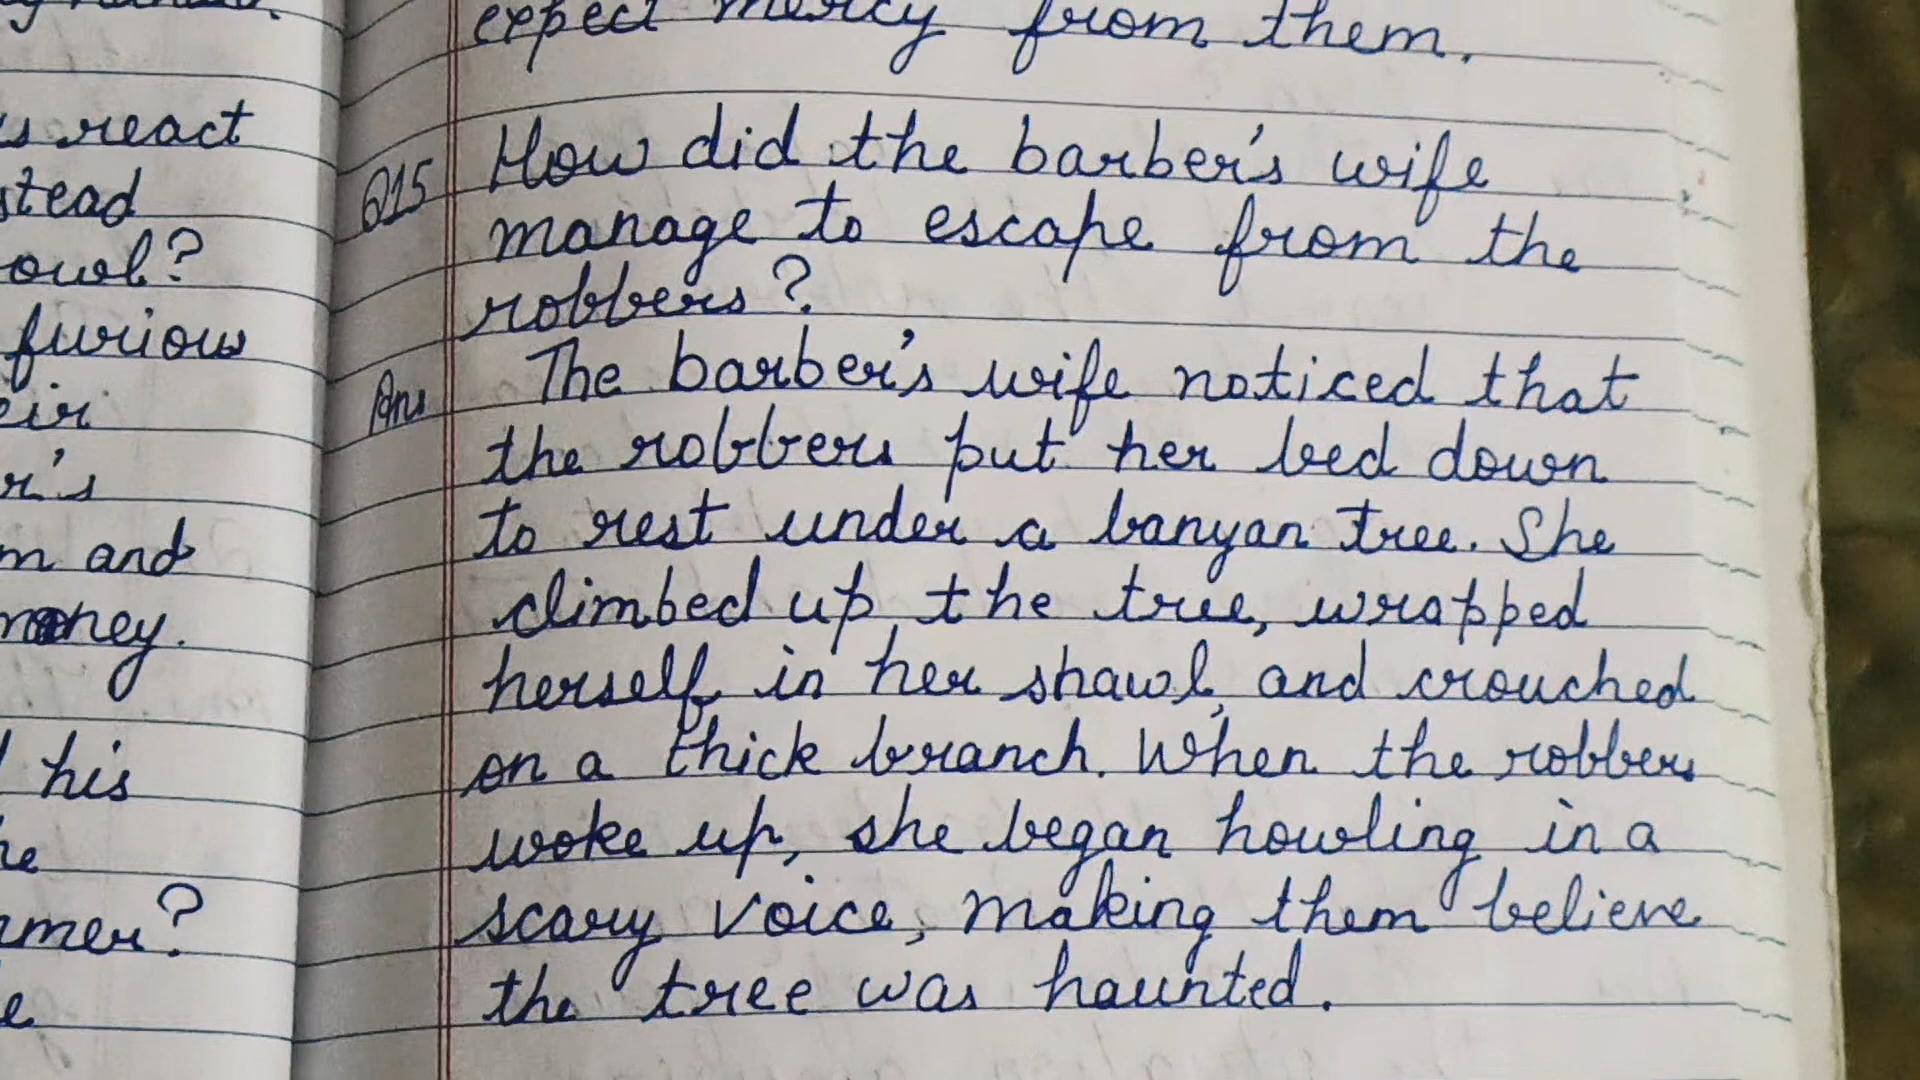 s react
stead
owl?
furious
eir
r's
m and
money.
his
he
rmer?
e
expect mercy from them.
Q15 How did the barber's wife
manage to escape from the
robbers?
Ans The barber's wife noticed that
the robbers put her bed down
to rest under a banyan tree. She
climbed up the tree, wrapped
herself in her shawl, and crouched
on a thick branch. When the robbers
woke up, she began howling in a
scary voice, making them believe
the tree was haunted.